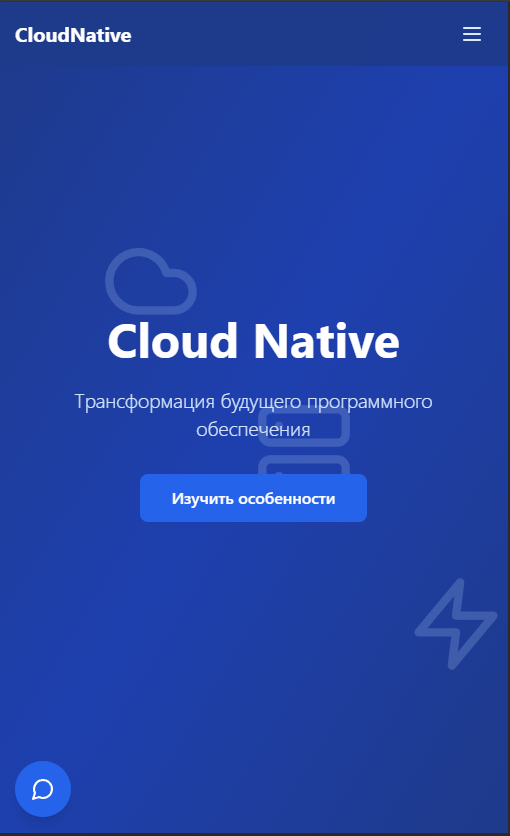 CloudNative
Cloud Native
Трансформация будущего программного
обеспечения
Изучить особенности